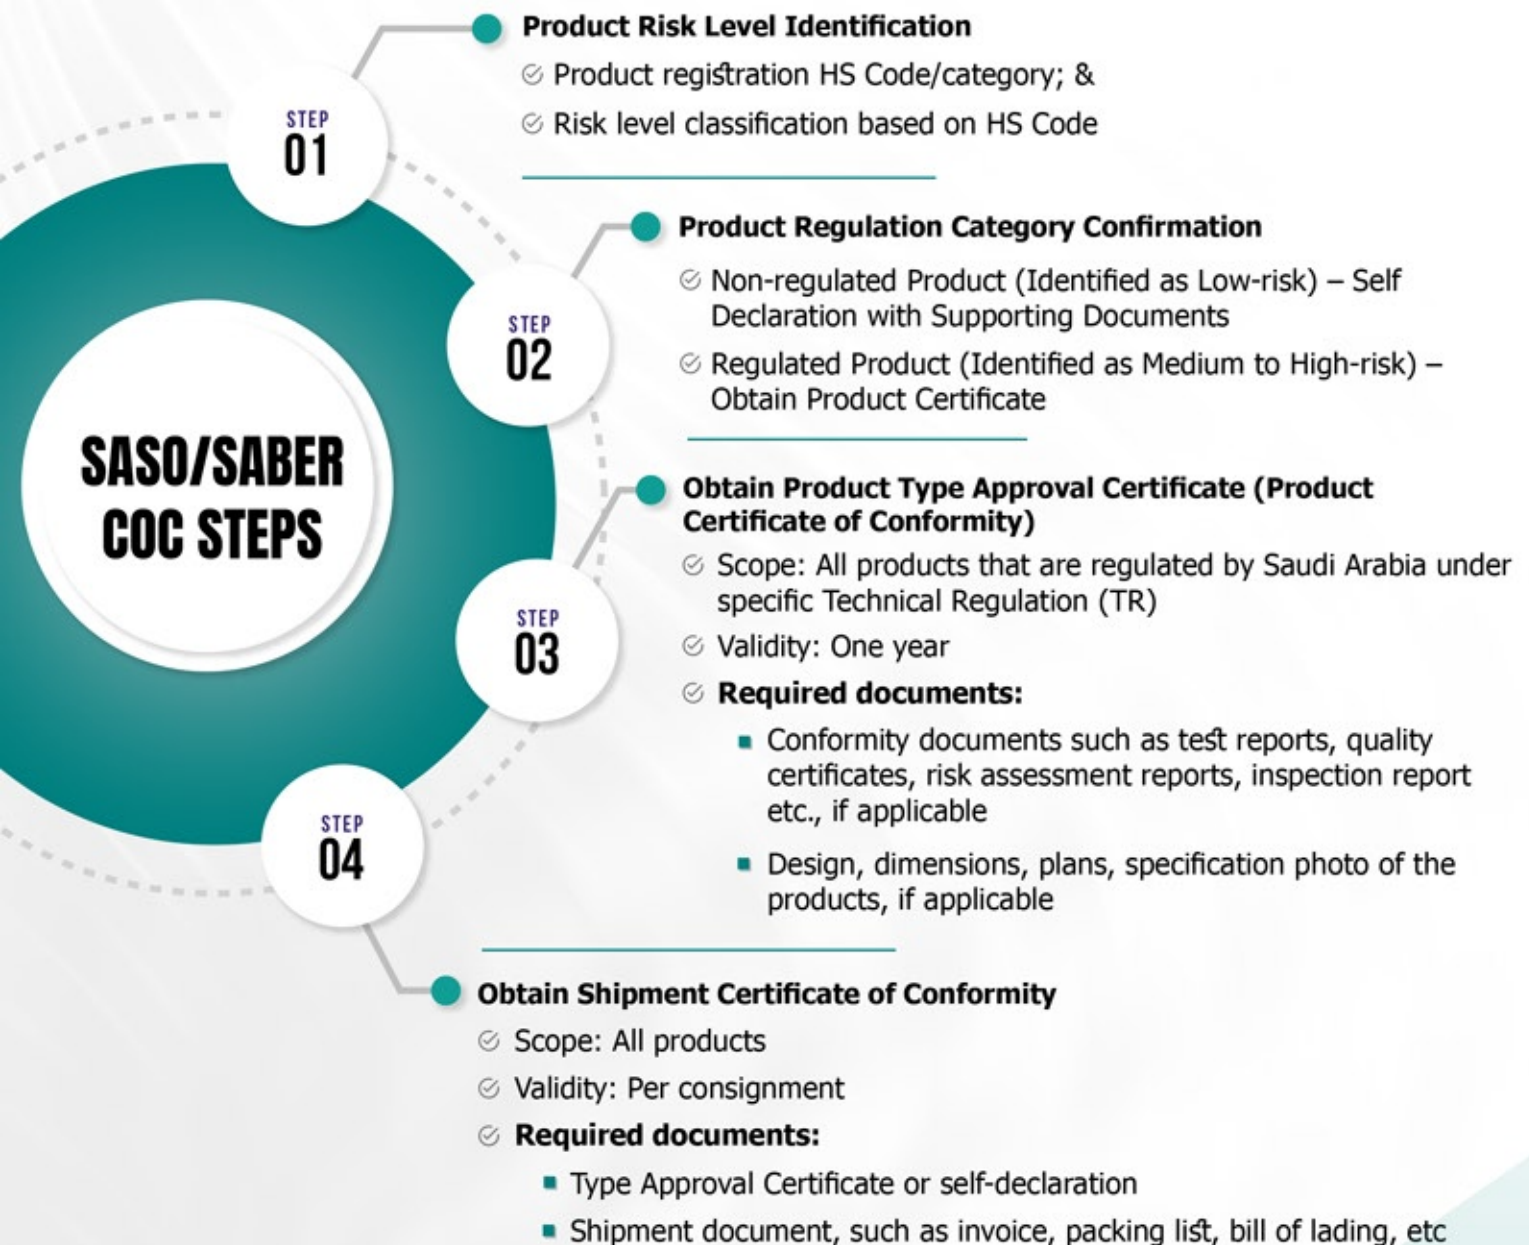 STEP
01
Product Risk Level Identification
Product registration HS Code/category; &
Risk level classification based on HS Code
STEP
02
Product Regulation Category Confirmation
Non-regulated Product (Identified as Low-risk) – Self
Declaration with Supporting Documents
Regulated Product (Identified as Medium to High-risk) –
Obtain Product Certificate
SASO/SABER
COC STEPS
STEP
03
Obtain Product Type Approval Certificate (Product
Certificate of Conformity)
Scope: All products that are regulated by Saudi Arabia under
specific Technical Regulation (TR)
Validity: One year
Required documents:
Conformity documents such as test reports, quality
certificates, risk assessment reports, inspection report
etc., if applicable
Design, dimensions, plans, specification photo of the
products, if applicable
STEP
04
Obtain Shipment Certificate of Conformity
Scope: All products
Validity: Per consignment
Required documents:
Type Approval Certificate or self-declaration
Shipment document, such as invoice, packing list, bill of lading, etc